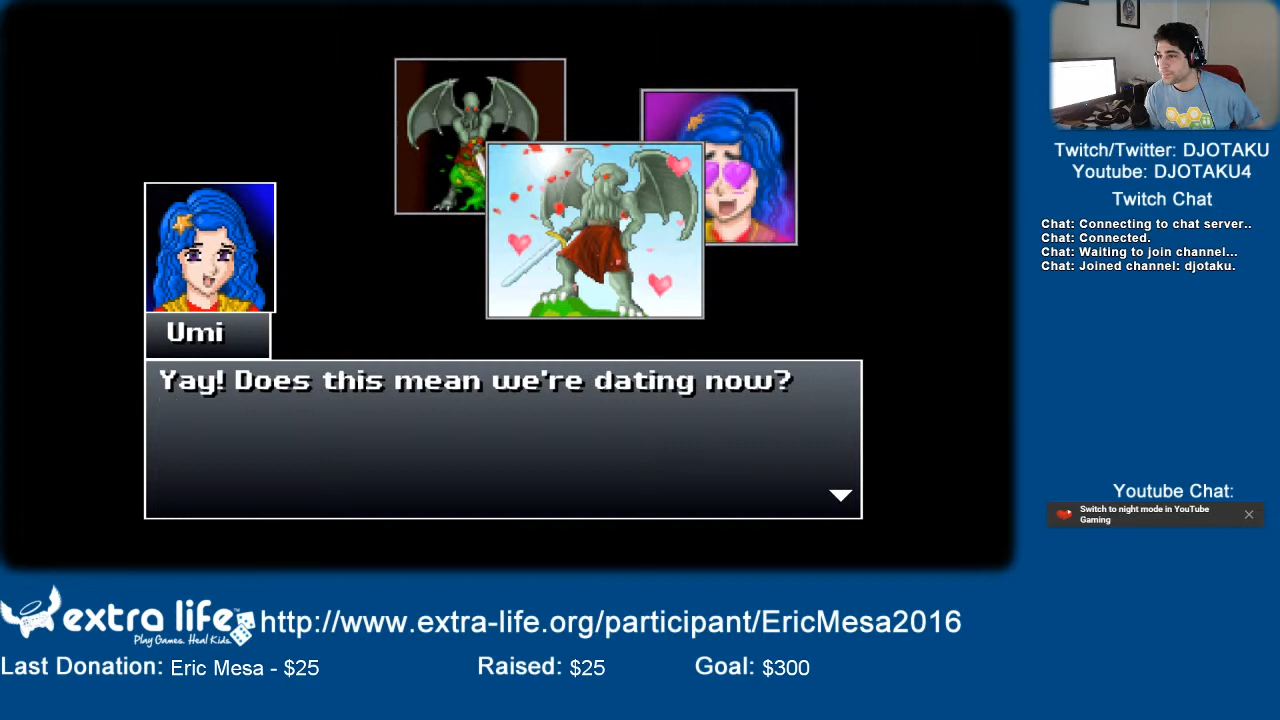 Umi
Yay! Does this mean we're dating now?
Twitch/Twitter: DJOTAKU
Youtube: DJOTAKU4
Twitch Chat
Chat: Connecting to chat server..
Chat: Connected.
Chat: Waiting to join channel...
Chat: Joined channel: djotaku.
Youtube Chat:
Switch to night mode in YouTube
Gaming
extra life
Play Games. Heal Kids.
http://www.extra-life.org/participant/EricMesa2016
Last Donation: Eric Mesa - $25 Raised: $25 Goal: $300